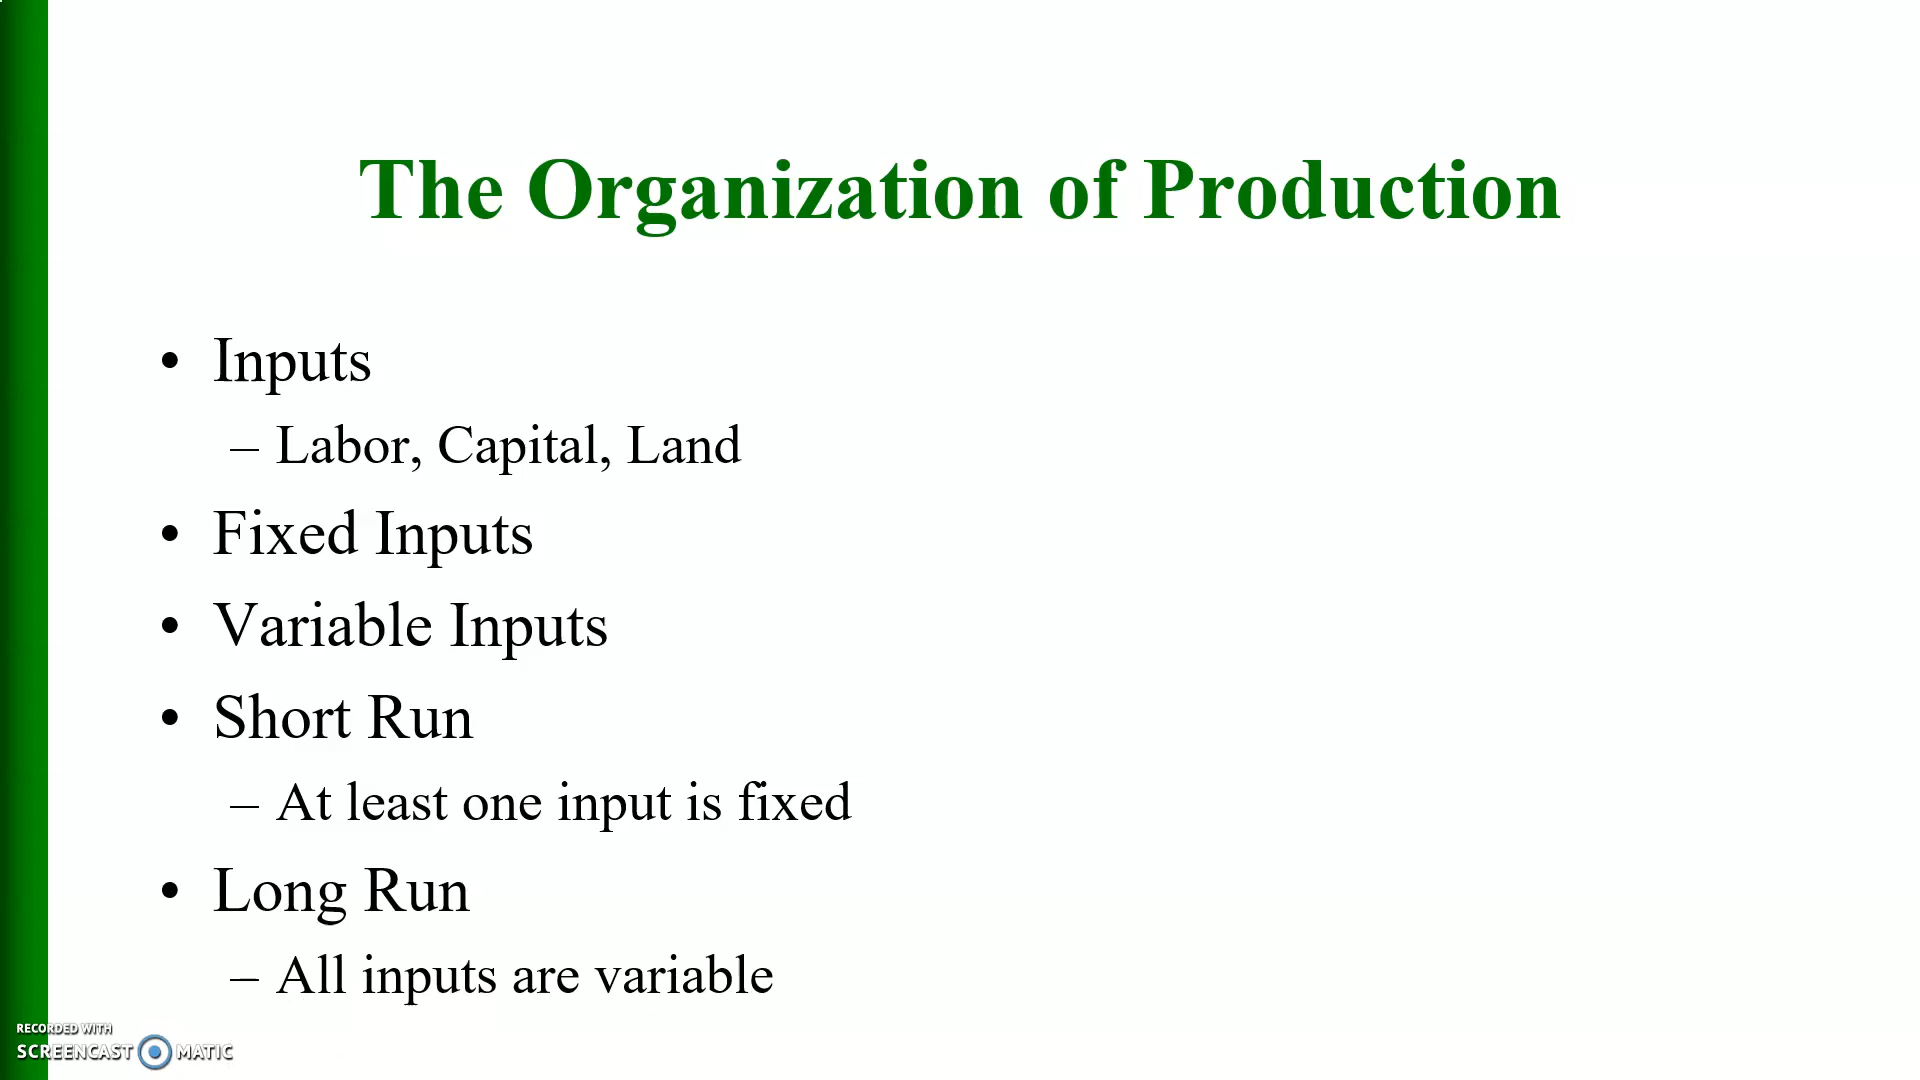 The Organization of Production
• Inputs
– Labor, Capital, Land
• Fixed Inputs
• Variable Inputs
• Short Run
– At least one input is fixed
• Long Run
– All inputs are variable
RECORDED WITH
SCREENCAST MATIC